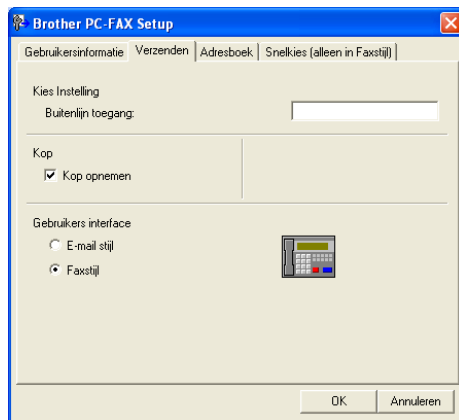 Brother PC-FAX Setup
Gebruikersinformatie Verzenden Adresboek Snelkies (alleen in Faxstijl)
Kies Instelling
Buitenlijn toegang:
Kop
Kop opnemen
Gebruikers interface
E-mail stijl
Faxstijl
OK Annuleren